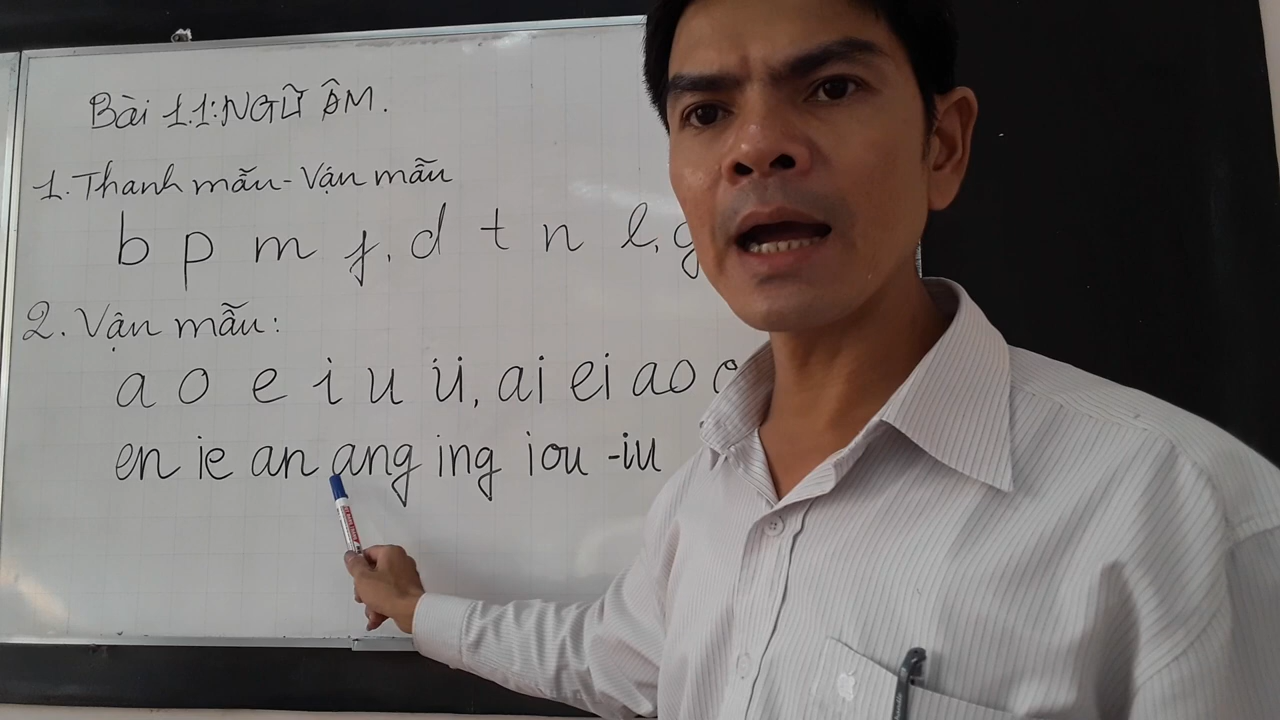 Bài 1.1: NGỮ ÂM.
1. Thanh mẫu - Vận mẫu
b p m f, d t n l, g
2. Vận mẫu:
a o e i u ü, ai ei ao
en ie an ang ing iou -iu